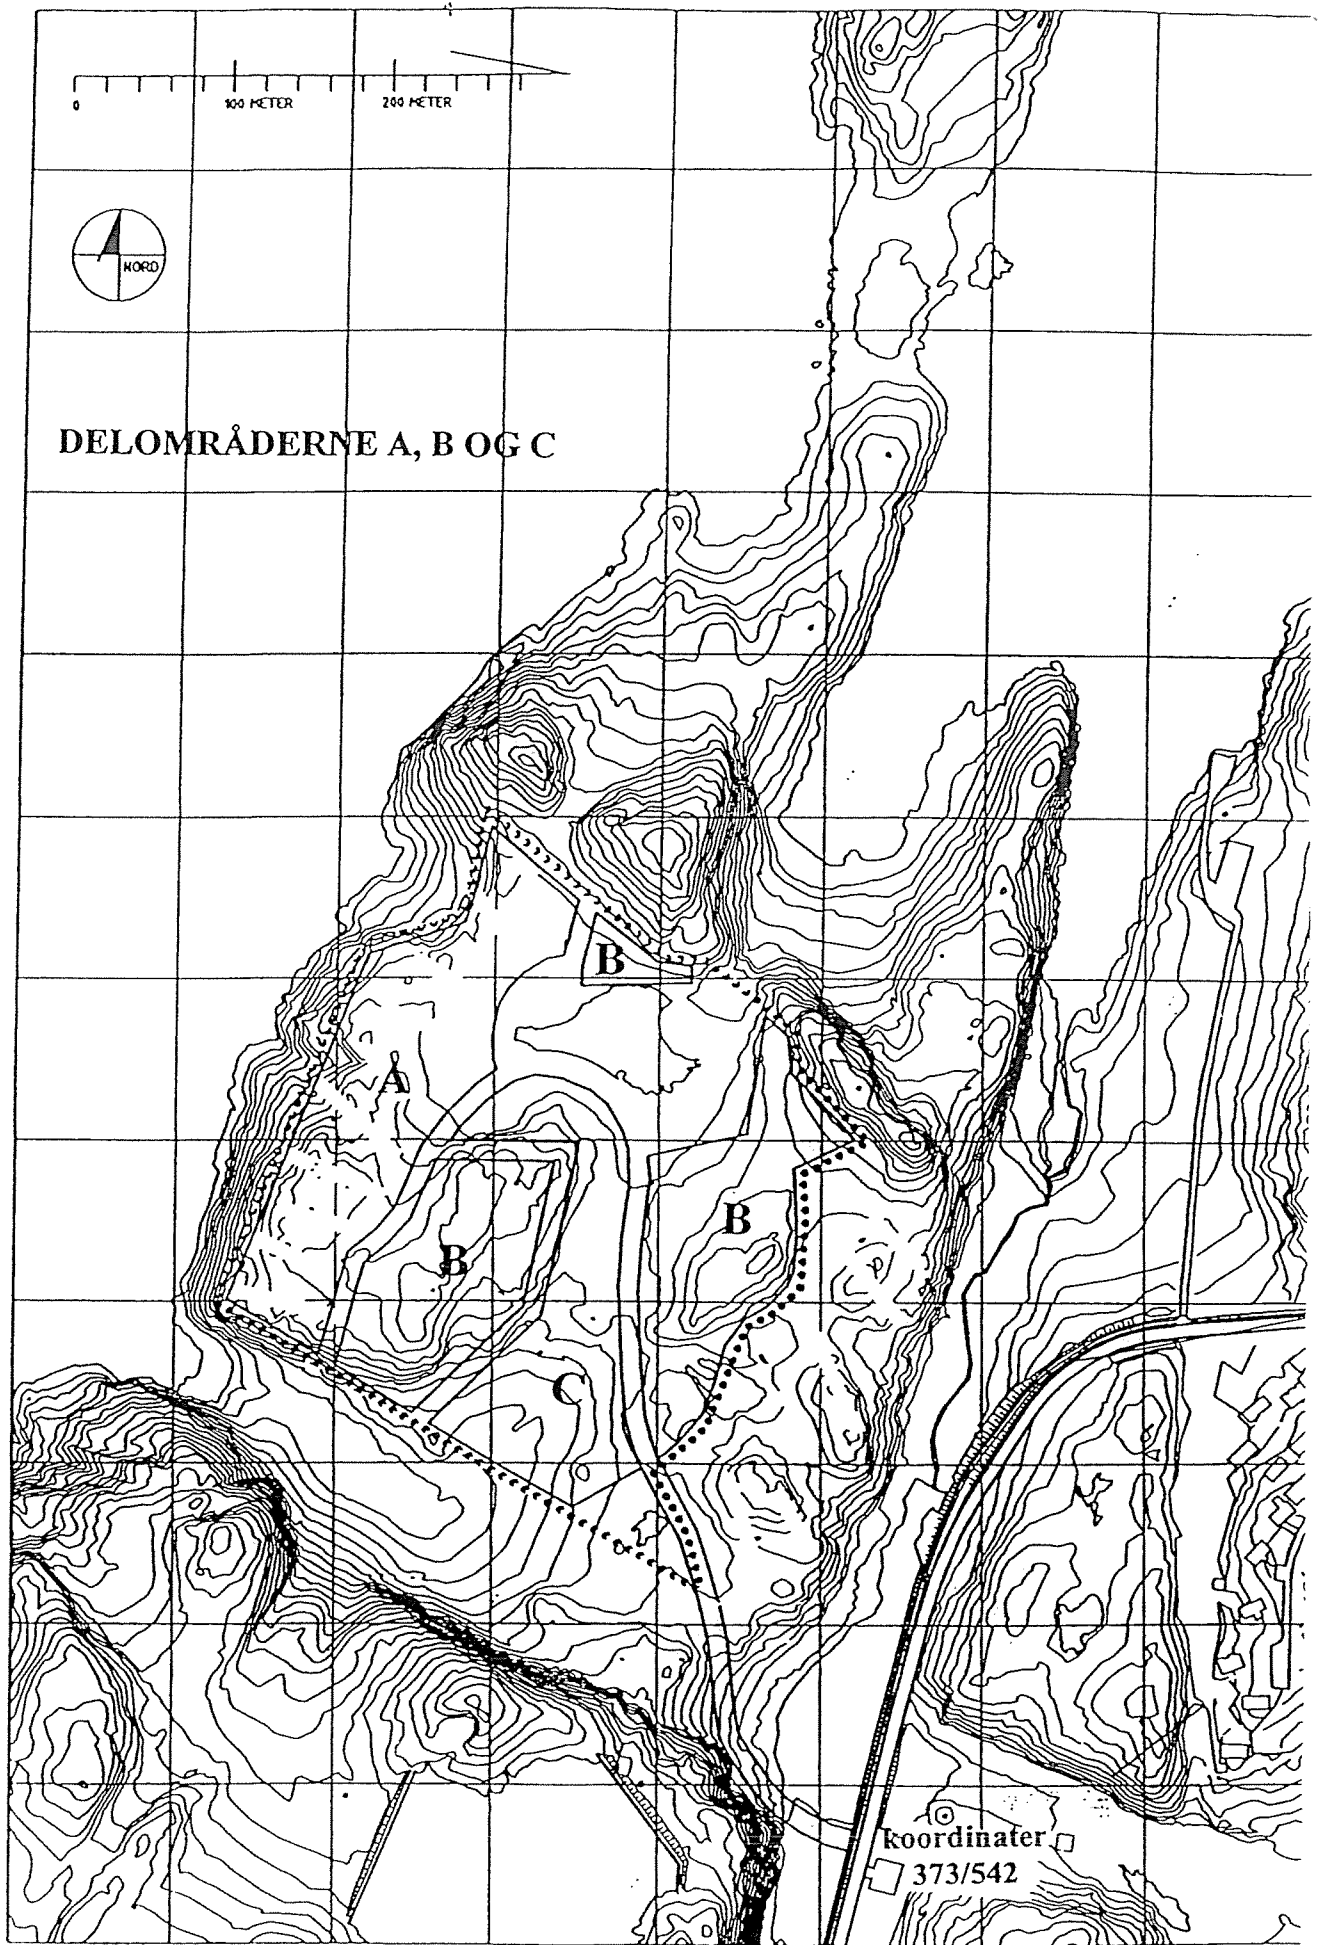 0 100 METER 200 METER
NORD
DELOMRÅDERNE A, B OG C
B
A
B
B
C
koordinater
373/542